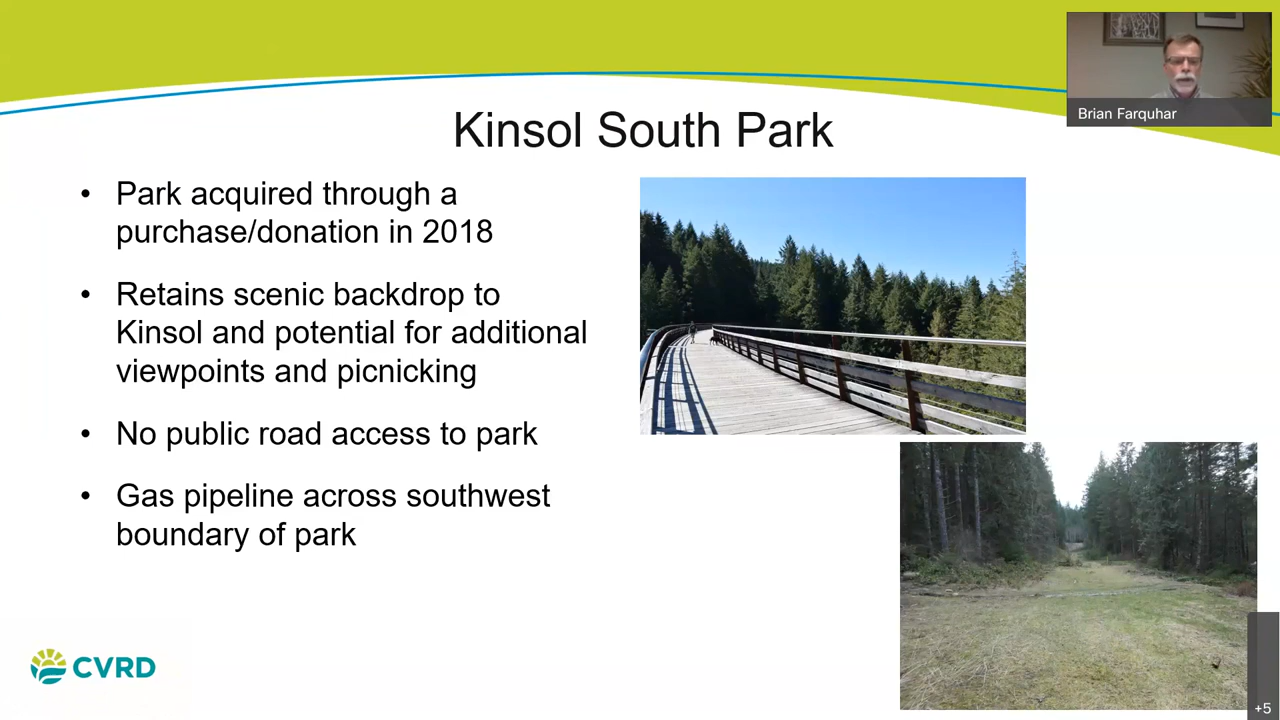 Brian Farquhar
Kinsol South Park
• Park acquired through a
purchase/donation in 2018
• Retains scenic backdrop to
Kinsol and potential for additional
viewpoints and picnicking
• No public road access to park
• Gas pipeline across southwest
boundary of park
CVRD
+5